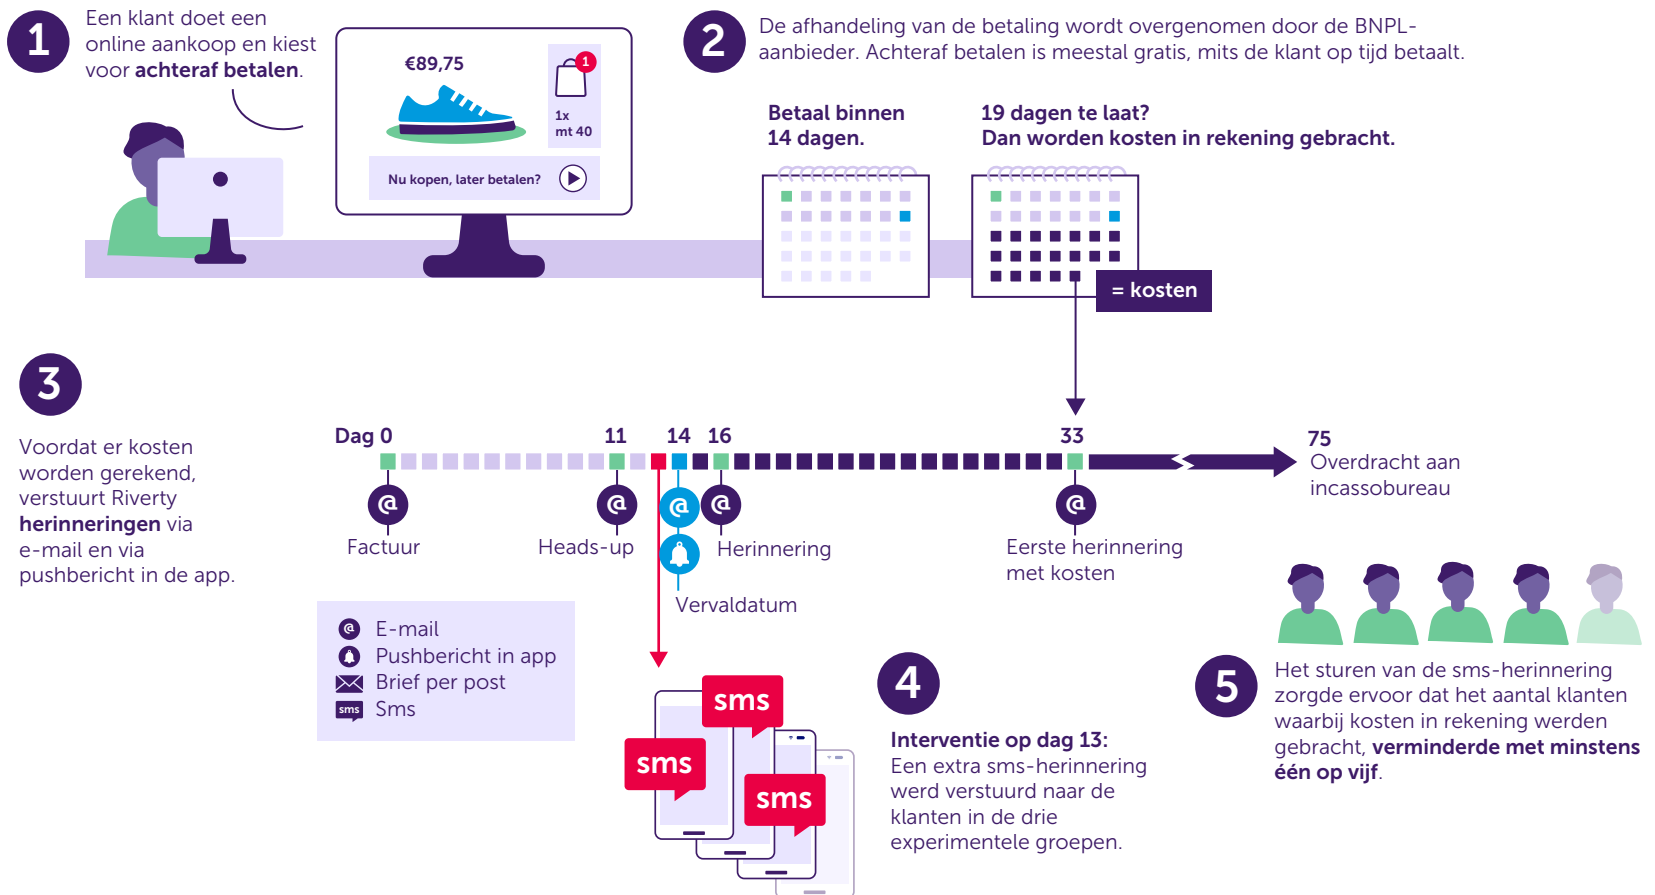 1
Een klant doet een
online aankoop en kiest
voor achteraf betalen.
€89,75
1
1x
mt 40
Nu kopen, later betalen?
2
De afhandeling van de betaling wordt overgenomen door de BNPL-
aanbieder. Achteraf betalen is meestal gratis, mits de klant op tijd betaalt.
Betaal binnen
14 dagen.
19 dagen te laat?
Dan worden kosten in rekening gebracht.
= kosten
3
Voordat er kosten
worden gerekend,
verstuurt Riverty
herinneringen via
e-mail en via
pushbericht in de app.
Dag 0
11
14
16
33
75
Overdracht aan
incassobureau
@
@
@
@
@
Factuur
Heads-up
Herinnering
Eerste herinnering
met kosten
Vervaldatum
@ E-mail
Pushbericht in app
Brief per post
sms Sms
sms
sms
sms
4
Interventie op dag 13:
Een extra sms-herinnering
werd verstuurd naar de
klanten in de drie
experimentele groepen.
5
Het sturen van de sms-herinnering
zorgde ervoor dat het aantal klanten
waarbij kosten in rekening werden
gebracht, verminderde met minstens
één op vijf.